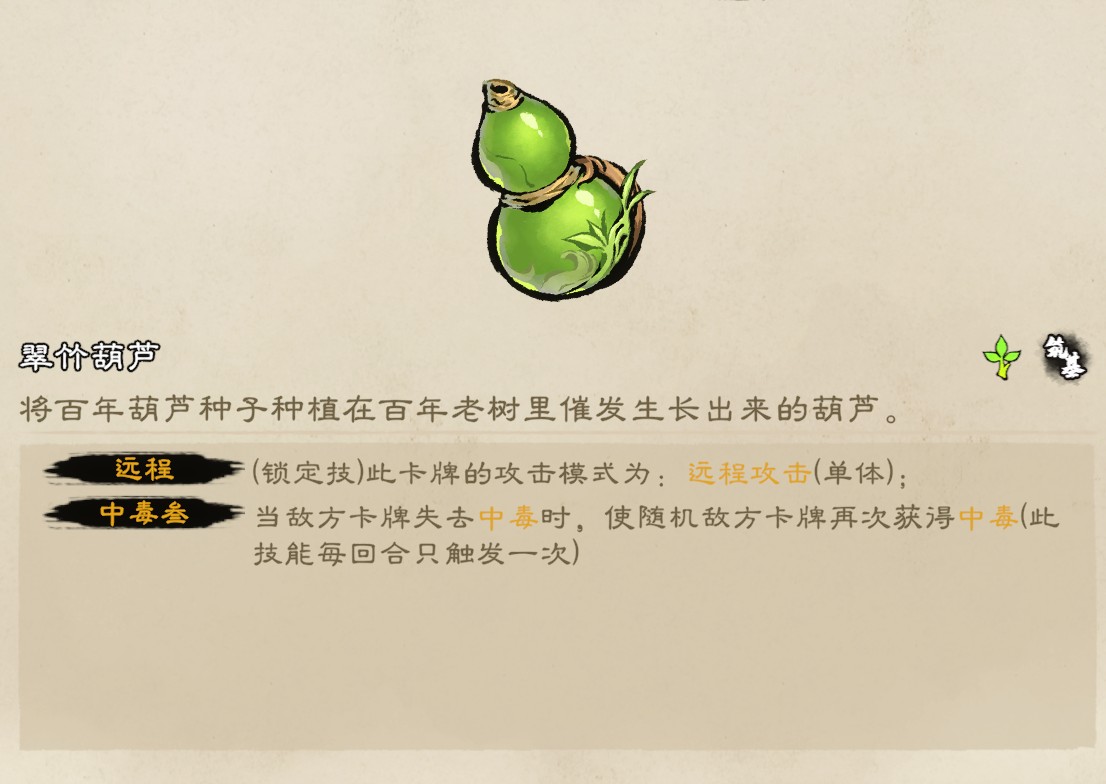 翠竹葫芦
筑基
将百年葫芦种子种植在百年老树里催发生长出来的葫芦。
远程 (锁定技)此卡牌的攻击模式为：远程攻击(单体)；
中毒叁 当敌方卡牌失去中毒时，使随机敌方卡牌再次获得中毒(此
技能每回合只触发一次)